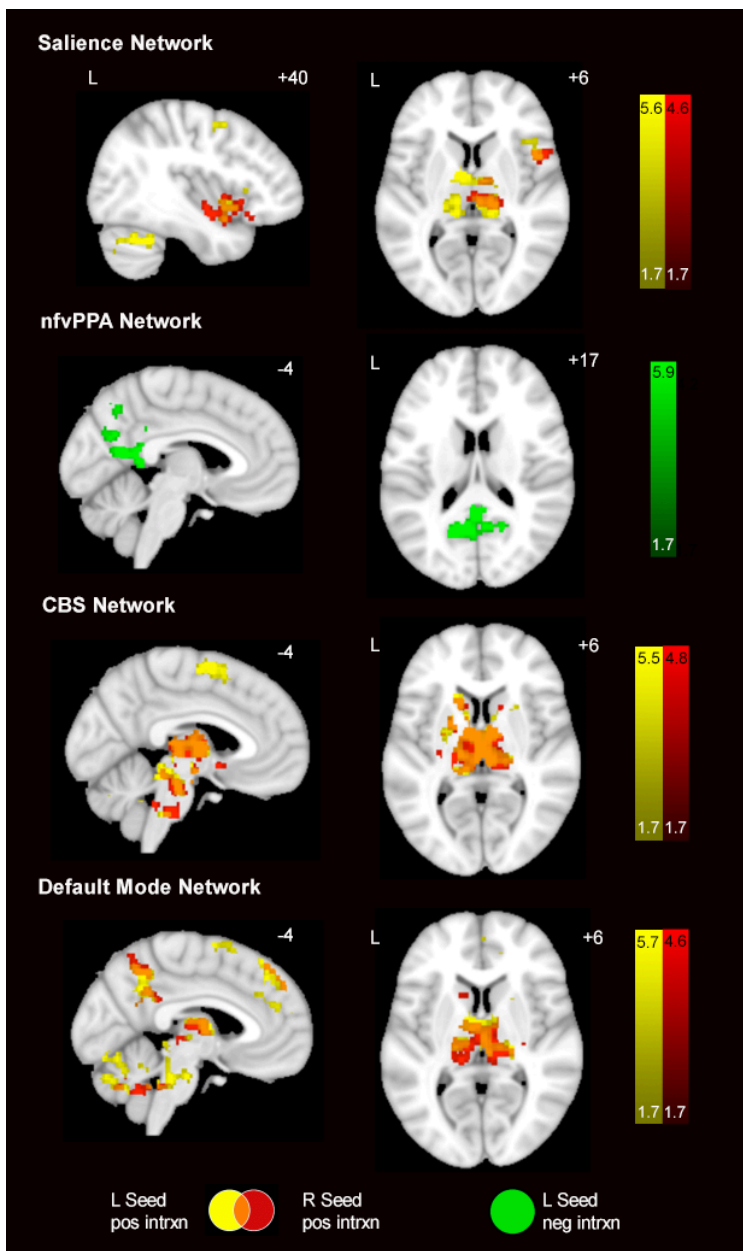 Salience Network
L +40 L +6
5.6 4.6
1.7 1.7
nfvPPA Network
-4 L +17
5.9
1.7
CBS Network
-4 L +6
5.5 4.8
1.7 1.7
Default Mode Network
-4 L +6
5.7 4.6
1.7 1.7
L Seed
pos intrxn
R Seed
pos intrxn
L Seed
neg intrxn